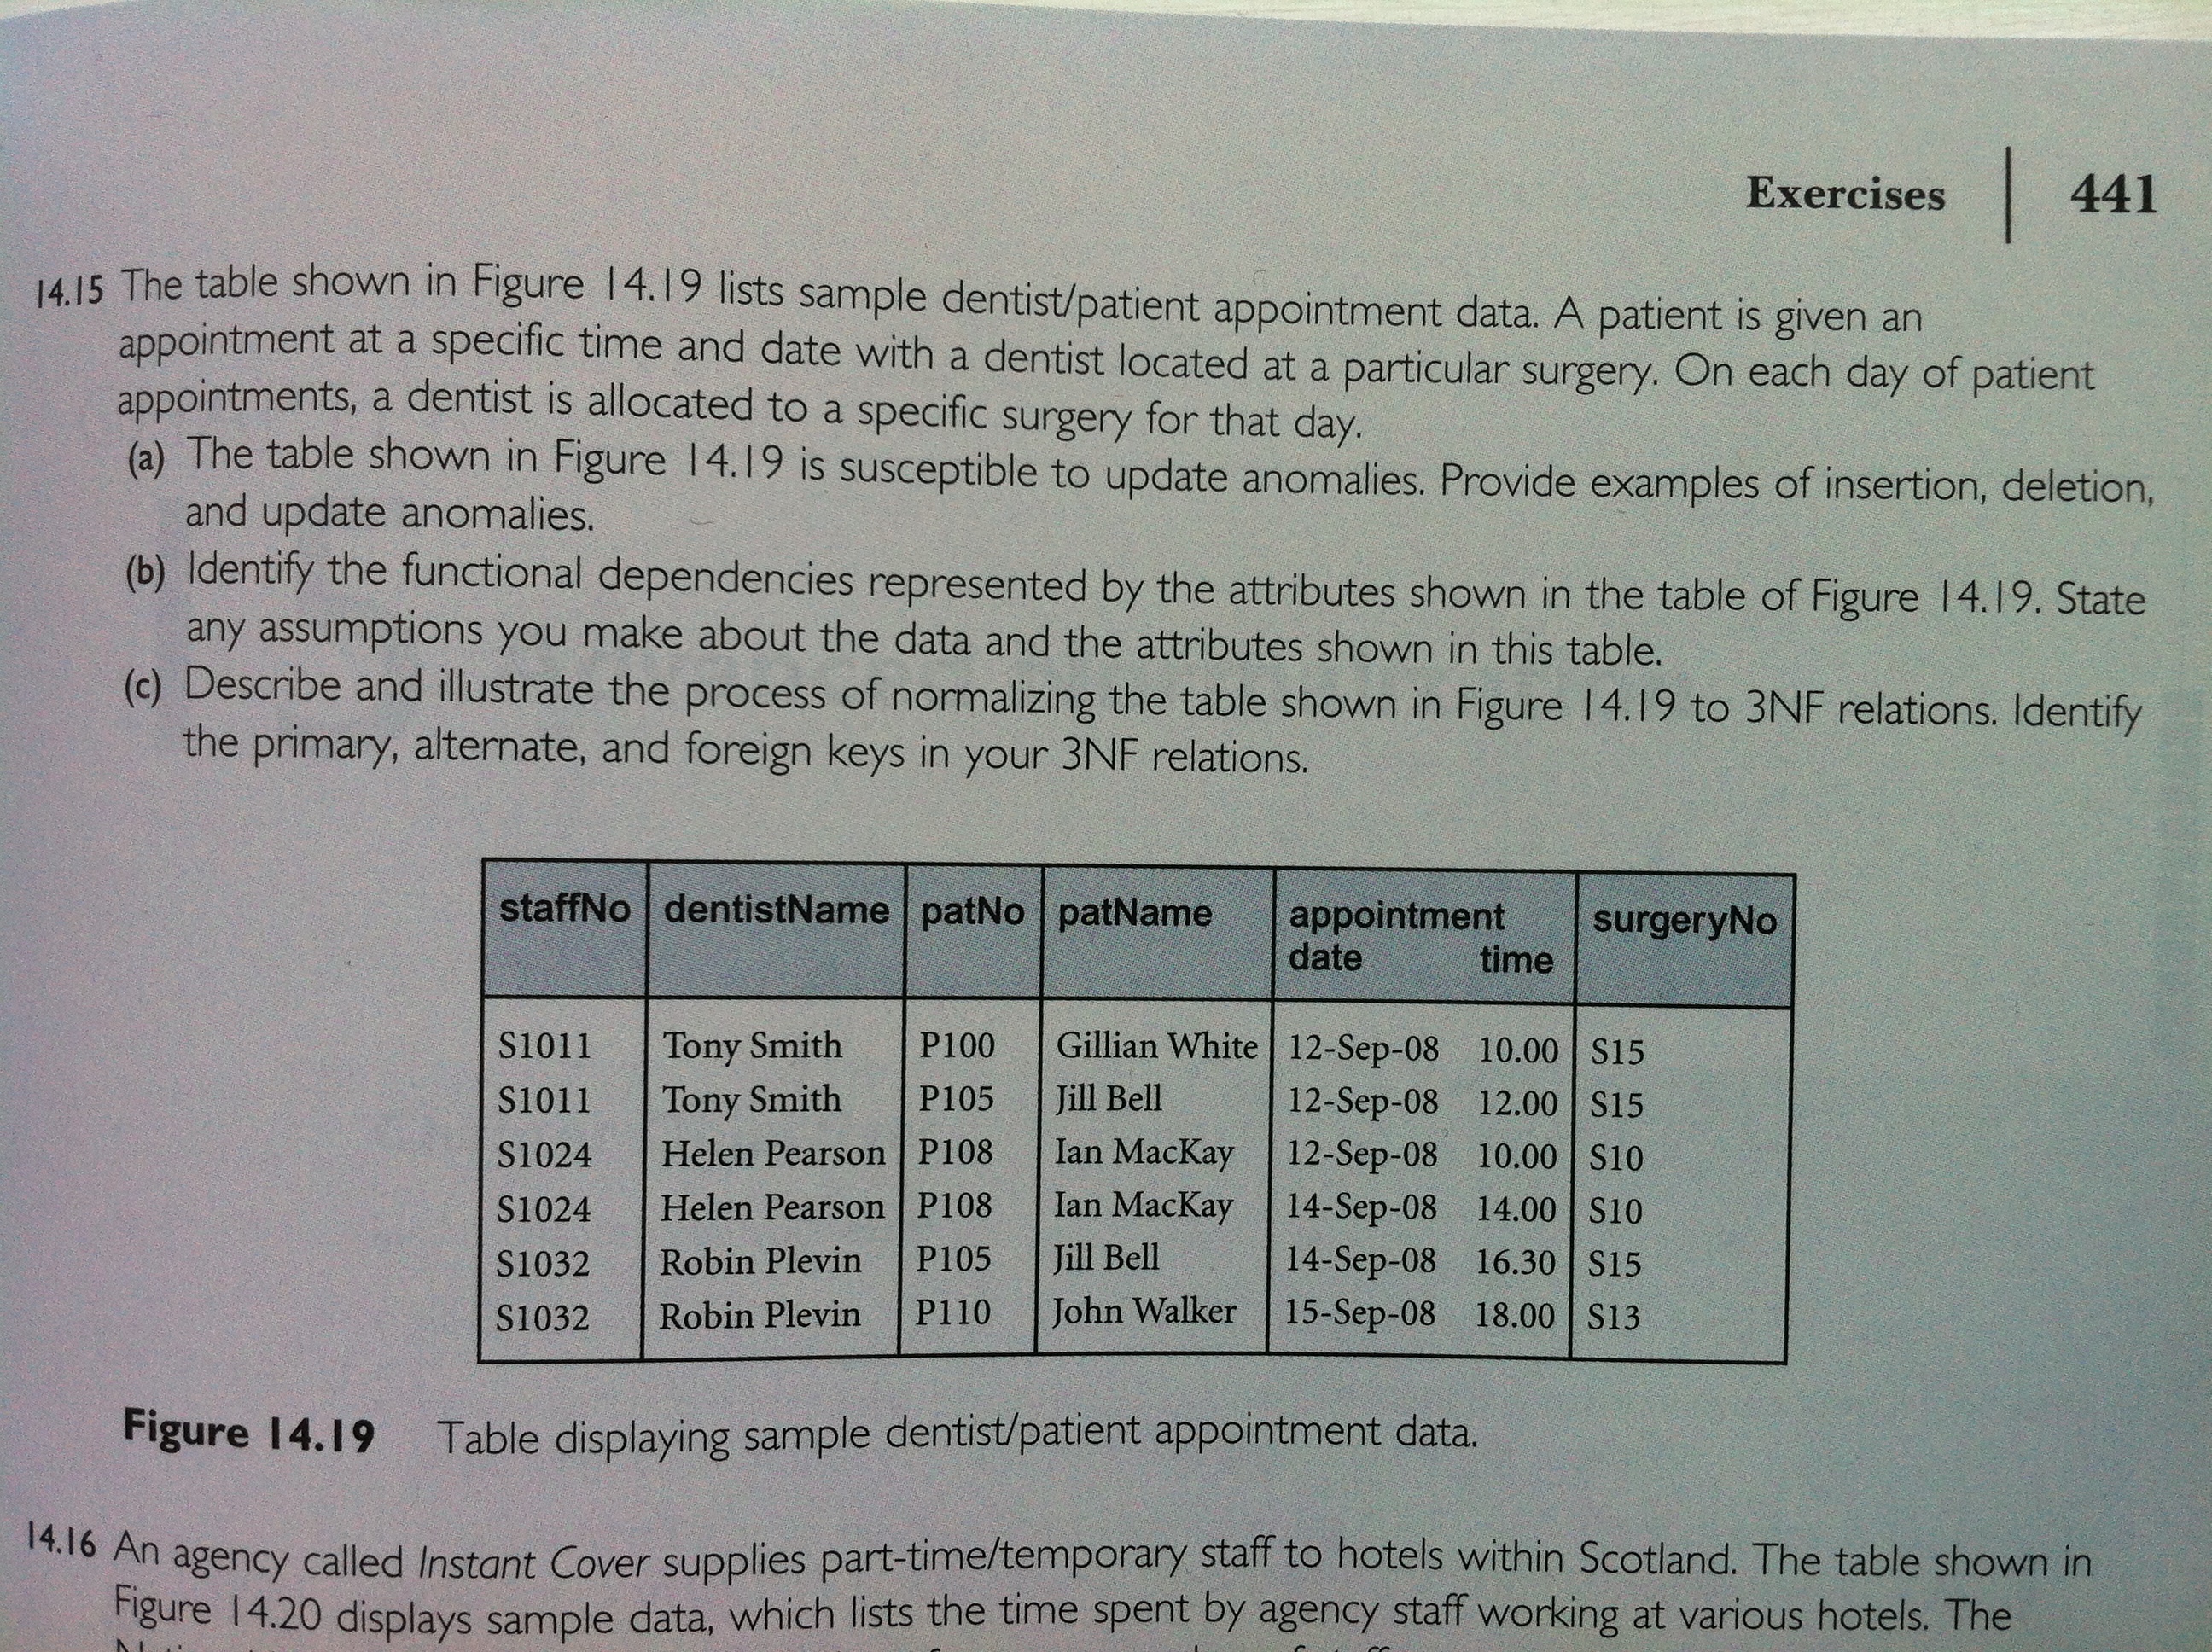 Exercises 441
14.15 The table shown in Figure 14.19 lists sample dentist/patient appointment data. A patient is given an
appointment at a specific time and date with a dentist located at a particular surgery. On each day of patient
appointments, a dentist is allocated to a specific surgery for that day.
(a) The table shown in Figure 14.19 is susceptible to update anomalies. Provide examples of insertion, deletion,
and update anomalies.
(b) Identify the functional dependencies represented by the attributes shown in the table of Figure 14.19. State
any assumptions you make about the data and the attributes shown in this table.
(c) Describe and illustrate the process of normalizing the table shown in Figure 14.19 to 3NF relations. Identify
the primary, alternate, and foreign keys in your 3NF relations.
staffNo dentistName patNo patName appointment surgeryNo
date time
S1011 Tony Smith P100 Gillian White 12-Sep-08 10.00 S15
S1011 Tony Smith P105 Jill Bell 12-Sep-08 12.00 S15
S1024 Helen Pearson P108 Ian MacKay 12-Sep-08 10.00 S10
S1024 Helen Pearson P108 Ian MacKay 14-Sep-08 14.00 S10
S1032 Robin Plevin P105 Jill Bell 14-Sep-08 16.30 S15
S1032 Robin Plevin P110 John Walker 15-Sep-08 18.00 S13
Figure 14.19 Table displaying sample dentist/patient appointment data.
14.16 An agency called Instant Cover supplies part-time/temporary staff to hotels within Scotland. The table shown in
Figure 14.20 displays sample data, which lists the time spent by agency staff working at various hotels. The